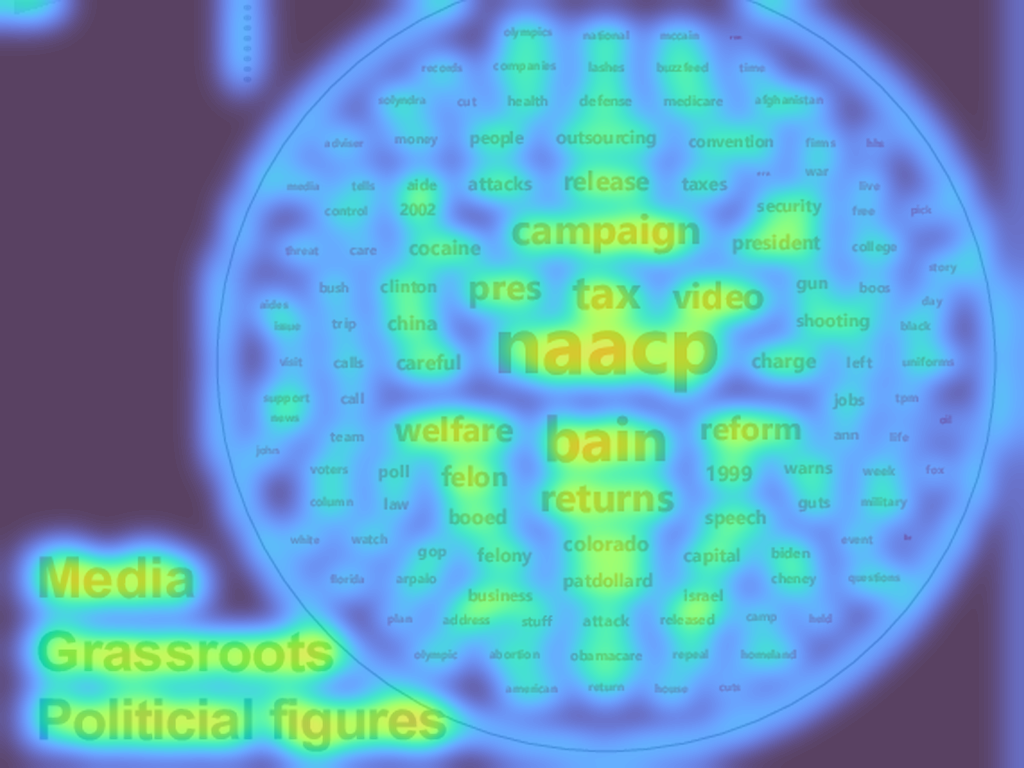 olympics national mccain
records companies lashes buzzfeed time
solyndra cut health defense medicare afghanistan
adviser money people outsourcing convention firms hhs
media tells aide attacks release taxes war live
control 2002 campaign security free pick
threat care cocaine president college
story
bush clinton pres tax video gun boos
aides day
issue trip china naacp shooting black
visit calls careful charge left uniforms
support call jobs tpm
news
team welfare bain reform ann life oil
john
voters poll felon 1999 warns week fox
column law returns guts military
booed speech
white watch event
gop felony colorado capital biden
florida arpaio patdollard cheney questions
business israel
plan address stuff attack released camp hold
olympic abortion obamacare repeal homeland
american return house cuts
Media
Grassroots
Politicial figures